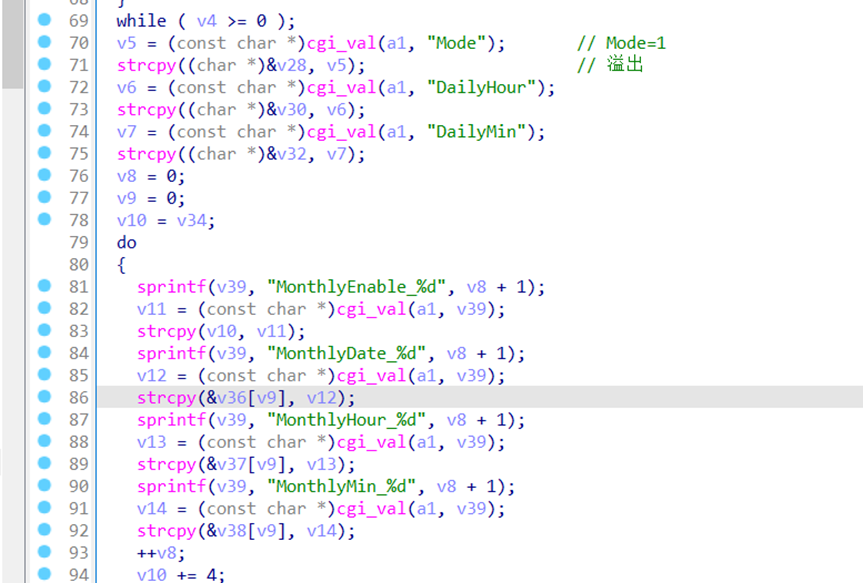 68 }
69 while ( v4 >= 0 );
70 v5 = (const char *)cgi_val(a1, "Mode"); // Mode=1
71 strcpy((char *)&v28, v5); // 溢出
72 v6 = (const char *)cgi_val(a1, "DailyHour");
73 strcpy((char *)&v30, v6);
74 v7 = (const char *)cgi_val(a1, "DailyMin");
75 strcpy((char *)&v32, v7);
76 v8 = 0;
77 v9 = 0;
78 v10 = v34;
79 do
80 {
81 sprintf(v39, "MonthlyEnable_%d", v8 + 1);
82 v11 = (const char *)cgi_val(a1, v39);
83 strcpy(v10, v11);
84 sprintf(v39, "MonthlyDate_%d", v8 + 1);
85 v12 = (const char *)cgi_val(a1, v39);
86 strcpy(&v36[v9], v12);
87 sprintf(v39, "MonthlyHour_%d", v8 + 1);
88 v13 = (const char *)cgi_val(a1, v39);
89 strcpy(&v37[v9], v13);
90 sprintf(v39, "MonthlyMin_%d", v8 + 1);
91 v14 = (const char *)cgi_val(a1, v39);
92 strcpy(&v38[v9], v14);
93 ++v8;
94 v10 += 4;